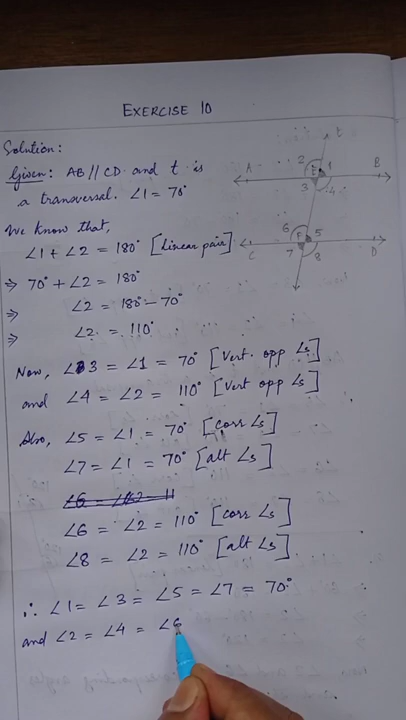 EXERCISE 10
Solution:
Given: AB // CD and t is
a transversal. ∠1 = 70°
We know that,
∠1 + ∠2 = 180° [linear pair]
⇒ 70° + ∠2 = 180°
⇒ ∠2 = 180° - 70°
⇒ ∠2 = 110°
Now, ∠3 = ∠1 = 70° [Vert. opp ∠s]
and ∠4 = ∠2 = 110° [Vert opp ∠s]
Also, ∠5 = ∠1 = 70° [corr ∠s]
∠7 = ∠1 = 70° [alt ∠s]
∠6 = ∠2 = 110° [corr ∠s]
∠8 = ∠2 = 110° [alt ∠s]
∴ ∠1 = ∠3 = ∠5 = ∠7 = 70°
and ∠2 = ∠4 = ∠6
t
A 2 E 1 B
3 4
6 F 5
C 7 8 D